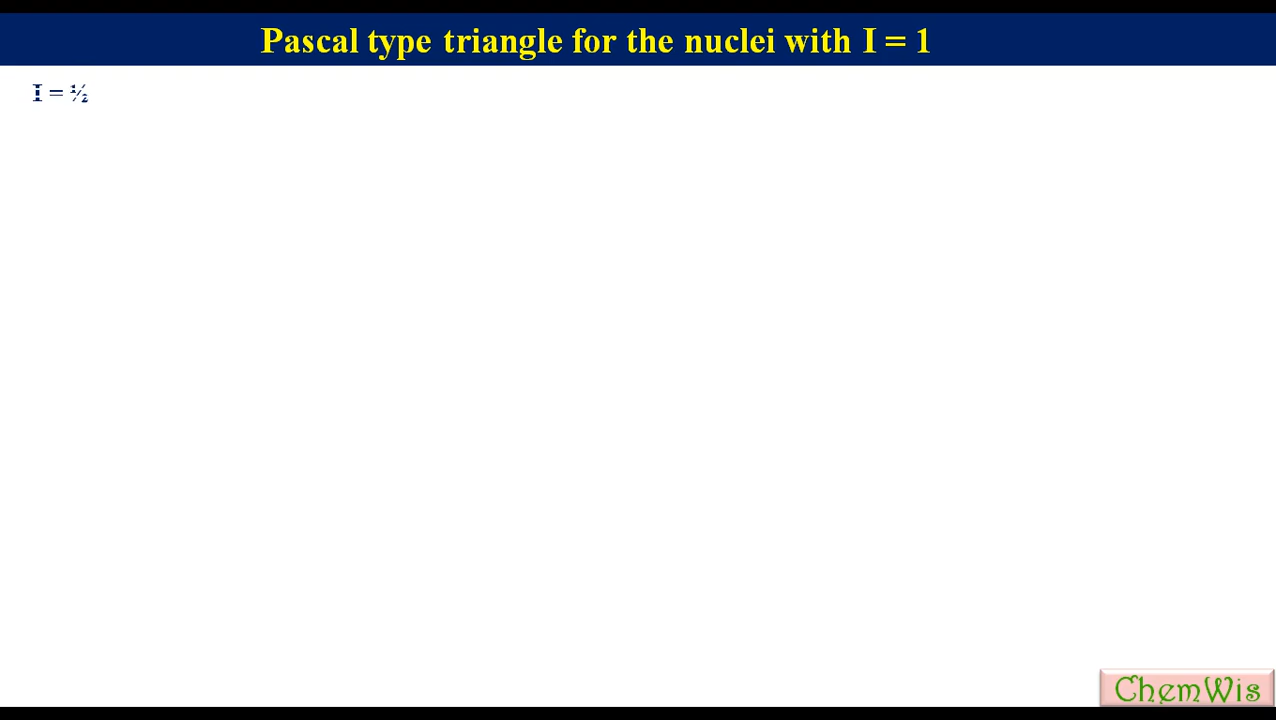 Pascal type triangle for the nuclei with I = 1
I = ½
ChemWis